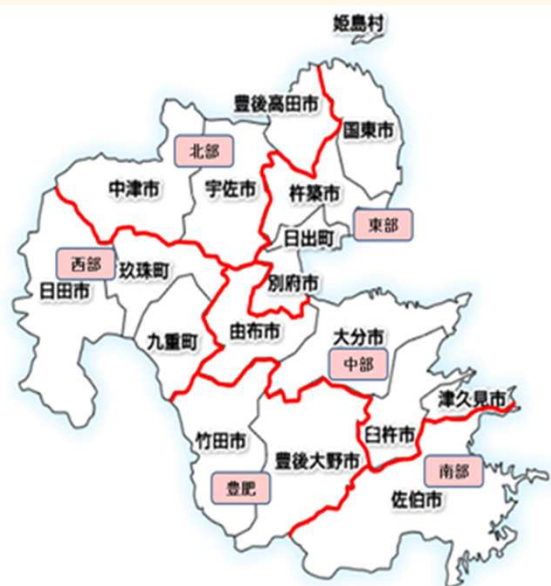 姫島村
豊後高田市
国東市
北部
中津市
宇佐市
杵築市
東部
日出町
西部
玖珠町
日田市
別府市
九重町
由布市
大分市
中部
津久見市
竹田市
豊後大野市
臼杵市
南部
豊肥
佐伯市